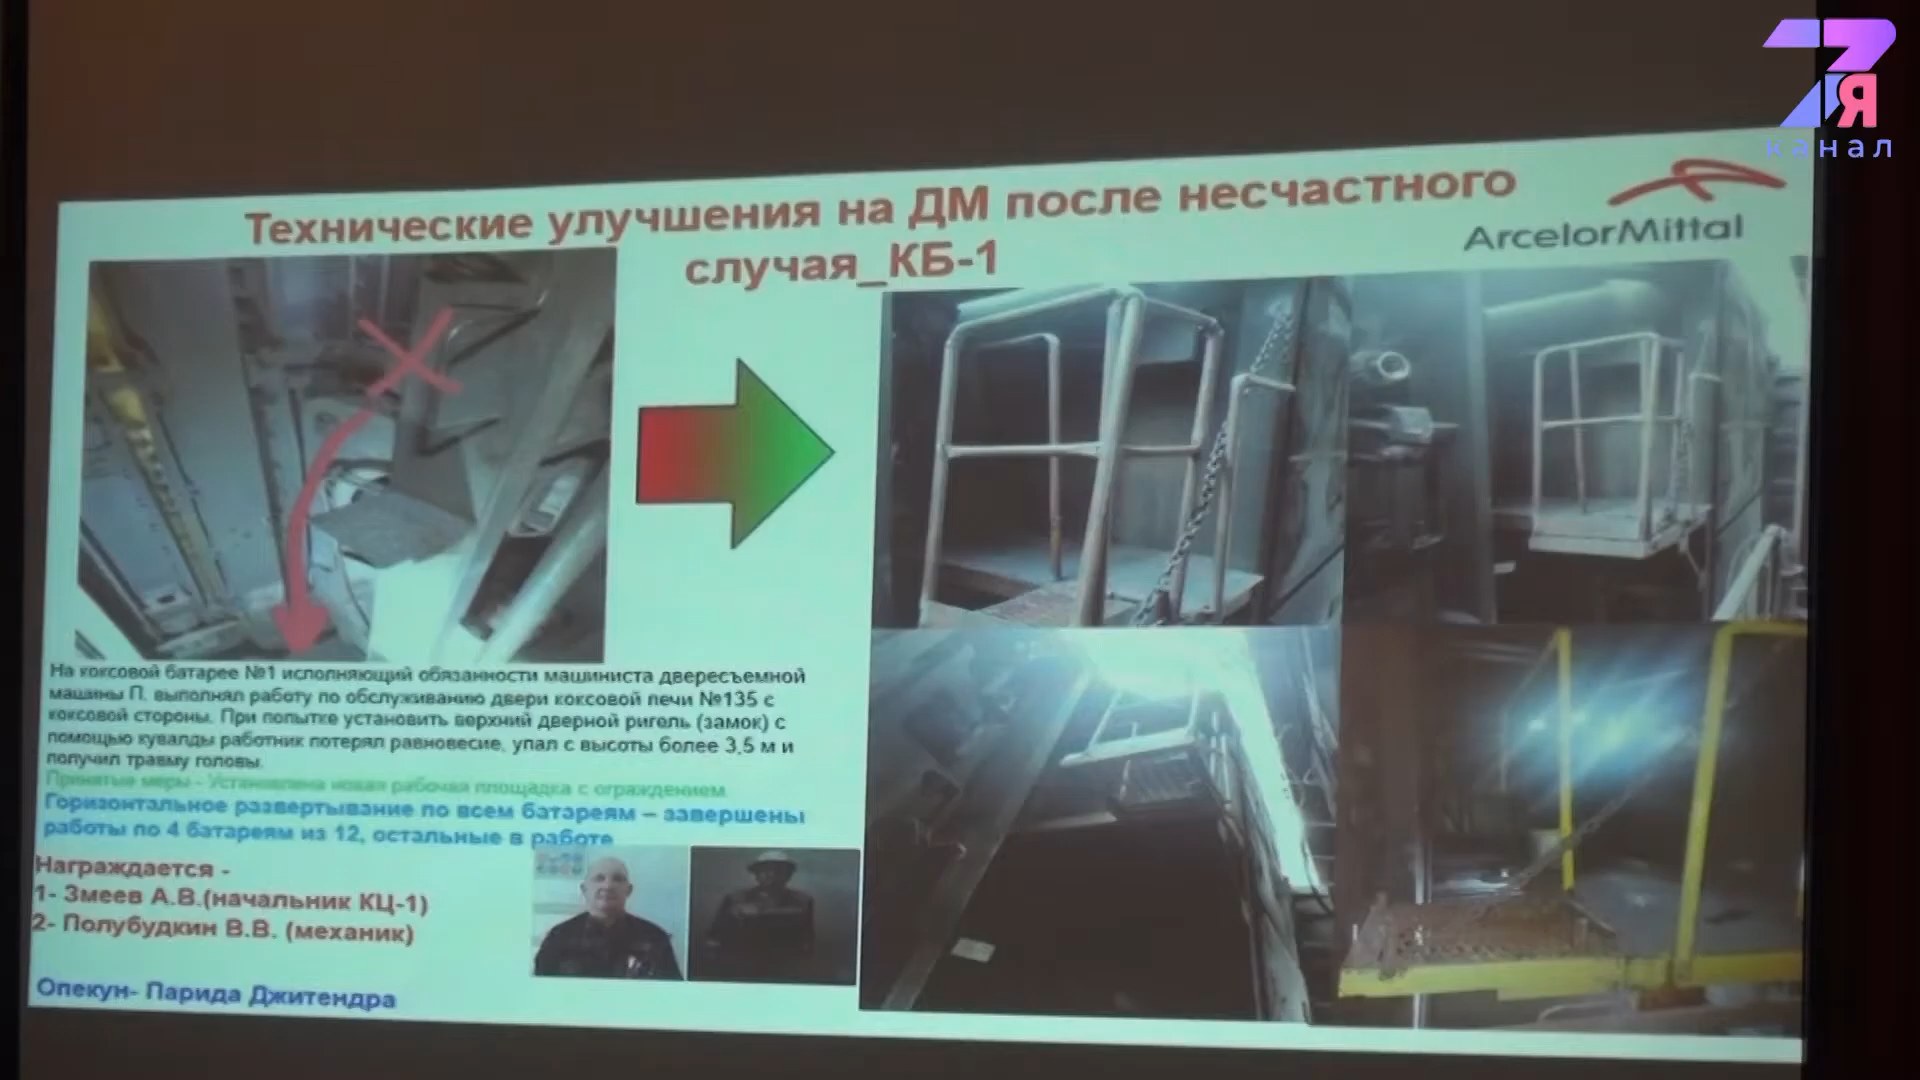 7Я
канал
Технические улучшения на ДМ после несчастного
случая_КБ-1
ArcelorMittal
На коксовой батарее №1 исполняющий обязанности машиниста двересъемной
машины П. выполнял работу по обслуживанию двери коксовой печи №135 с
коксовой стороны. При попытке установить верхний дверной ригель (замок) с
помощью кувалды работник потерял равновесие, упал с высоты более 3,5 м и
получил травму головы.
Принятые меры - Установлена новая рабочая площадка с ограждением
Горизонтальное развертывание по всем батареям – завершены
работы по 4 батареям из 12, остальные в работе
Награждается -
1- Змеев А.В.(начальник КЦ-1)
2- Полубудкин В.В. (механик)
Опекун- Парида Джитендра